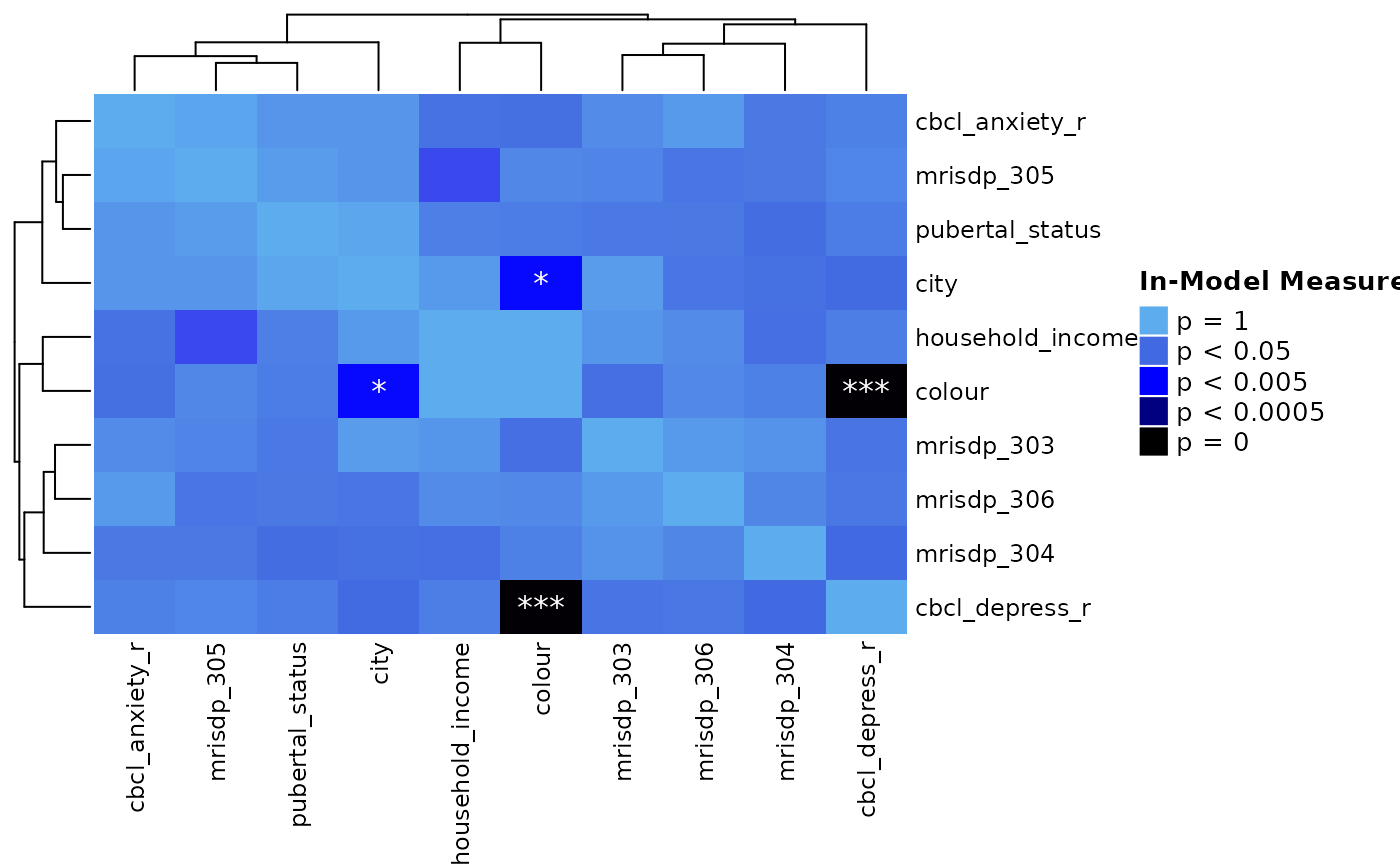 cbcl_anxiety_r
mrisdp_305
pubertal_status
city
*
household_income
colour
*
***
mrisdp_303
mrisdp_306
mrisdp_304
cbcl_depress_r
***
In-Model Measure
p = 1
p < 0.05
p < 0.005
p < 0.0005
p = 0
cbcl_anxiety_r
mrisdp_305
pubertal_status
city
household_income
colour
mrisdp_303
mrisdp_306
mrisdp_304
cbcl_depress_r